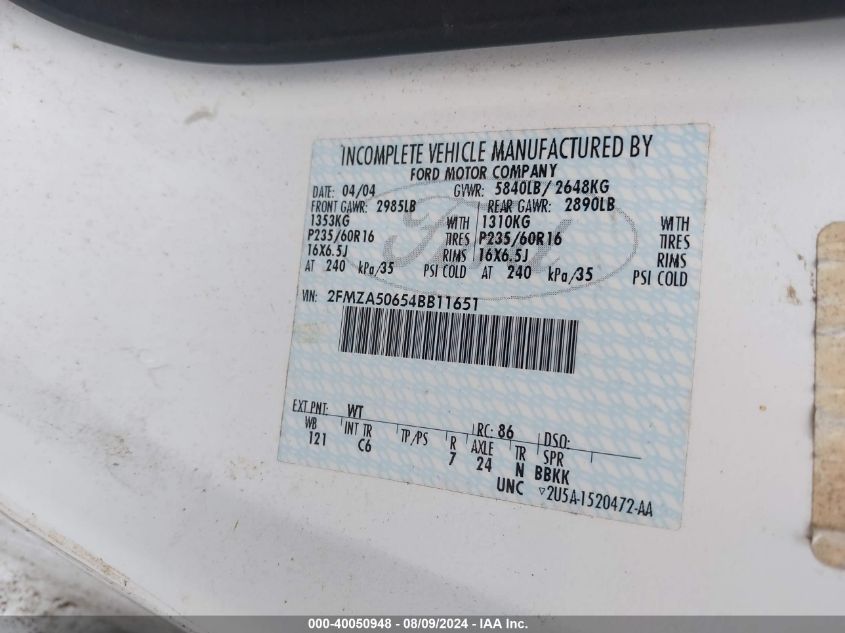 INCOMPLETE VEHICLE MANUFACTURED BY
FORD MOTOR COMPANY
DATE: 04/04 GVWR: 5840LB/ 2648KG
FRONT GAWR: 2985LB REAR GAWR: 2890LB
1353KG WITH 1310KG WITH
P235/60R16 TIRES P235/60R16 TIRES
16X6.5J RIMS 16X6.5J RIMS
AT 240 kPa/35 PSI COLD AT 240 kPa/35 PSI COLD
VIN: 2FMZA50654BB11651
EXT PNT: WT RC: 86 DSO:
WB INT TR TP/PS R AXLE TR SPR
121 C6 7 24 N BBKK
UNC ▽2U5A-1520472-AA
000-40050948 - 08/09/2024 - IAA Inc.